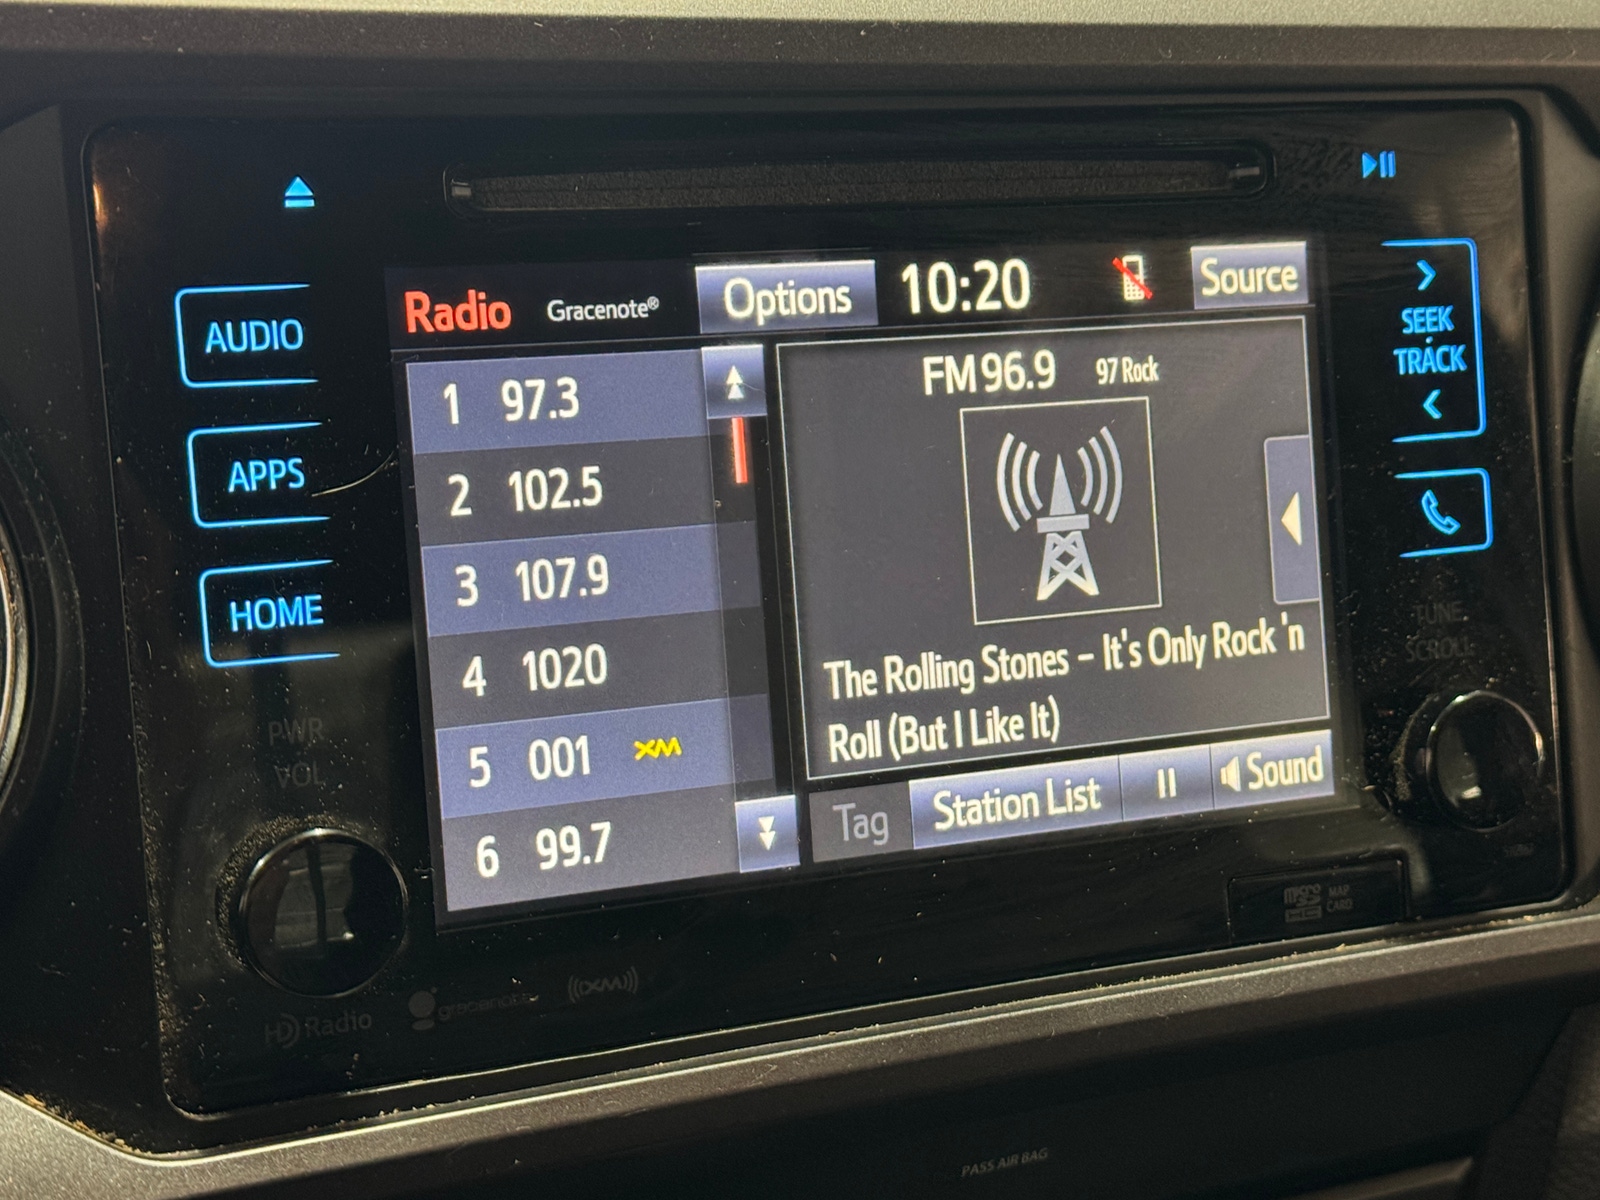 AUDIO
APPS
HOME
PWR
VOL
Radio
Gracenote®
Options
10:20
Source
1 97.3
2 102.5
3 107.9
4 1020
5 001 XM
6 99.7
FM 96.9 97 Rock
The Rolling Stones – It's Only Rock 'n
Roll (But I Like It)
Tag
Station List
Sound
SEEK
TRACK
TUNE
SCROLL
HD Radio
gracenote
((XM))
micro
MAP
CARD
PASS AIR BAG